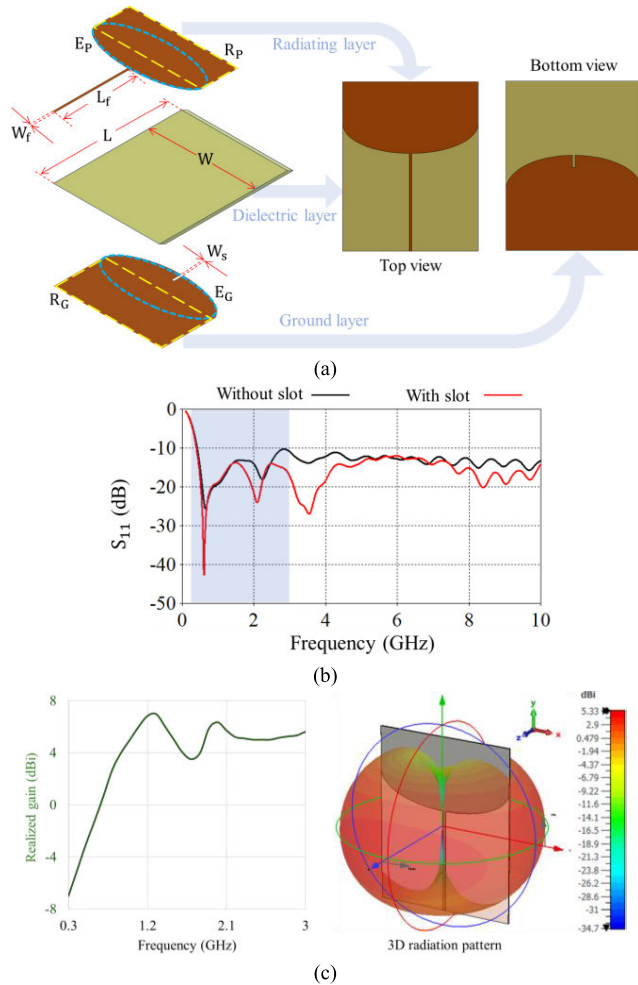 E_P
R_P
Radiating layer
L_f
W_f
L
W
Bottom view
Dielectric layer
W_s
Top view
R_G
E_G
Ground layer
(a)
Without slot
With slot
0
-10
-20
-30
-40
-50
S_11 (dB)
0 2 4 6 8 10
Frequency (GHz)
(b)
8
4
0
-4
-8
Realized gain (dBi)
0.3 1.2 2.1 3
Frequency (GHz)
y
z
x
dBi
5.33
2.9
0.479
-1.94
-4.36
-6.79
-9.21
-11.6
-14.1
-16.5
-18.9
-21.3
-23.8
-26.2
-28.6
-31
-34.7
3D radiation pattern
(c)